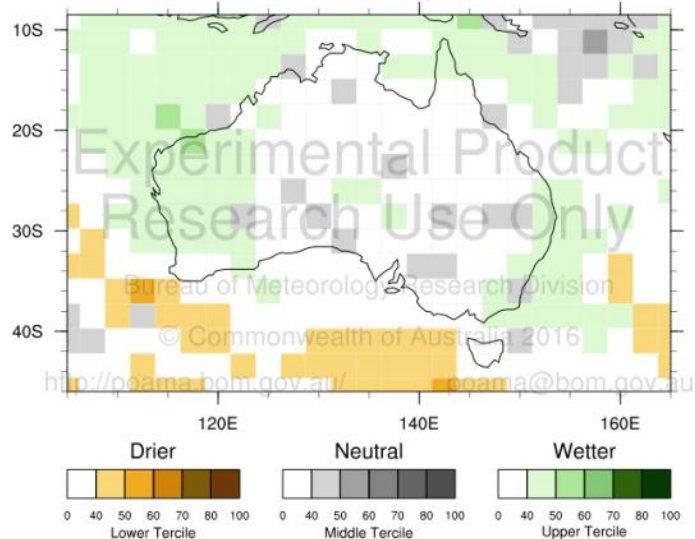 10S
20S
30S
40S
Experimental Product
Research Use Only
Bureau of Meteorology Research Division
© Commonwealth of Australia 2016
http://poama.bom.gov.au/ poama@bom.gov.au
120E 140E 160E
Drier Neutral Wetter
0 40 50 60 70 80 100 0 40 50 60 70 80 100 0 40 50 60 70 80 100
Lower Tercile Middle Tercile Upper Tercile